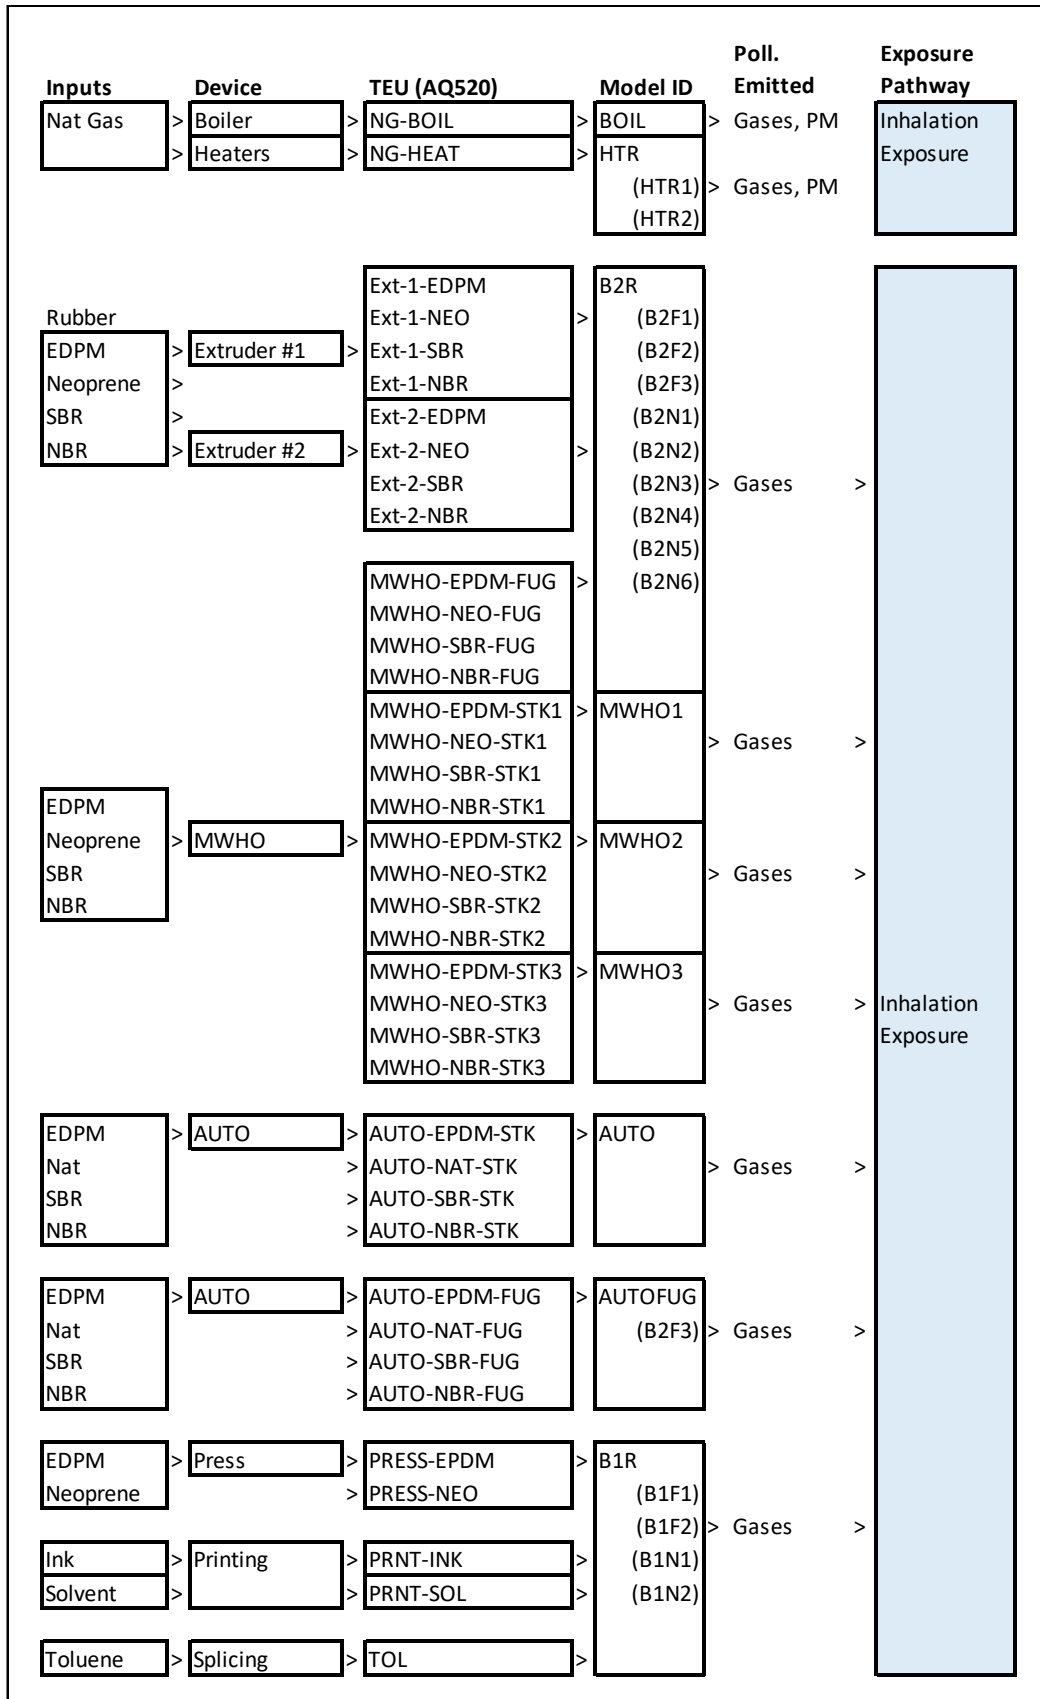 Poll. Exposure
Inputs Device TEU (AQ520) Model ID Emitted Pathway
Nat Gas > Boiler > NG-BOIL > BOIL > Gases, PM Inhalation
> Heaters > NG-HEAT > HTR Exposure
(HTR1) > Gases, PM
(HTR2)
Ext-1-EDPM B2R
Rubber Ext-1-NEO > (B2F1)
EDPM > Extruder #1 > Ext-1-SBR (B2F2)
Neoprene > Ext-1-NBR (B2F3)
SBR > Ext-2-EDPM (B2N1)
NBR > Extruder #2 > Ext-2-NEO > (B2N2)
Ext-2-SBR (B2N3) > Gases >
Ext-2-NBR (B2N4)
(B2N5)
MWHO-EPDM-FUG > (B2N6)
MWHO-NEO-FUG
MWHO-SBR-FUG
MWHO-NBR-FUG
MWHO-EPDM-STK1 > MWHO1
MWHO-NEO-STK1 > Gases >
MWHO-SBR-STK1
EDPM MWHO-NBR-STK1
Neoprene > MWHO > MWHO-EPDM-STK2 > MWHO2
SBR MWHO-NEO-STK2 > Gases >
NBR MWHO-SBR-STK2
MWHO-NBR-STK2
MWHO-EPDM-STK3 > MWHO3
MWHO-NEO-STK3 > Gases > Inhalation
MWHO-SBR-STK3 Exposure
MWHO-NBR-STK3
EDPM > AUTO > AUTO-EPDM-STK > AUTO
Nat > AUTO-NAT-STK > Gases >
SBR > AUTO-SBR-STK
NBR > AUTO-NBR-STK
EDPM > AUTO > AUTO-EPDM-FUG > AUTOFUG
Nat > AUTO-NAT-FUG (B2F3) > Gases >
SBR > AUTO-SBR-FUG
NBR > AUTO-NBR-FUG
EDPM > Press > PRESS-EPDM > B1R
Neoprene > PRESS-NEO (B1F1)
(B1F2) > Gases >
Ink > Printing > PRNT-INK > (B1N1)
Solvent > > PRNT-SOL > (B1N2)
Toluene > Splicing > TOL >